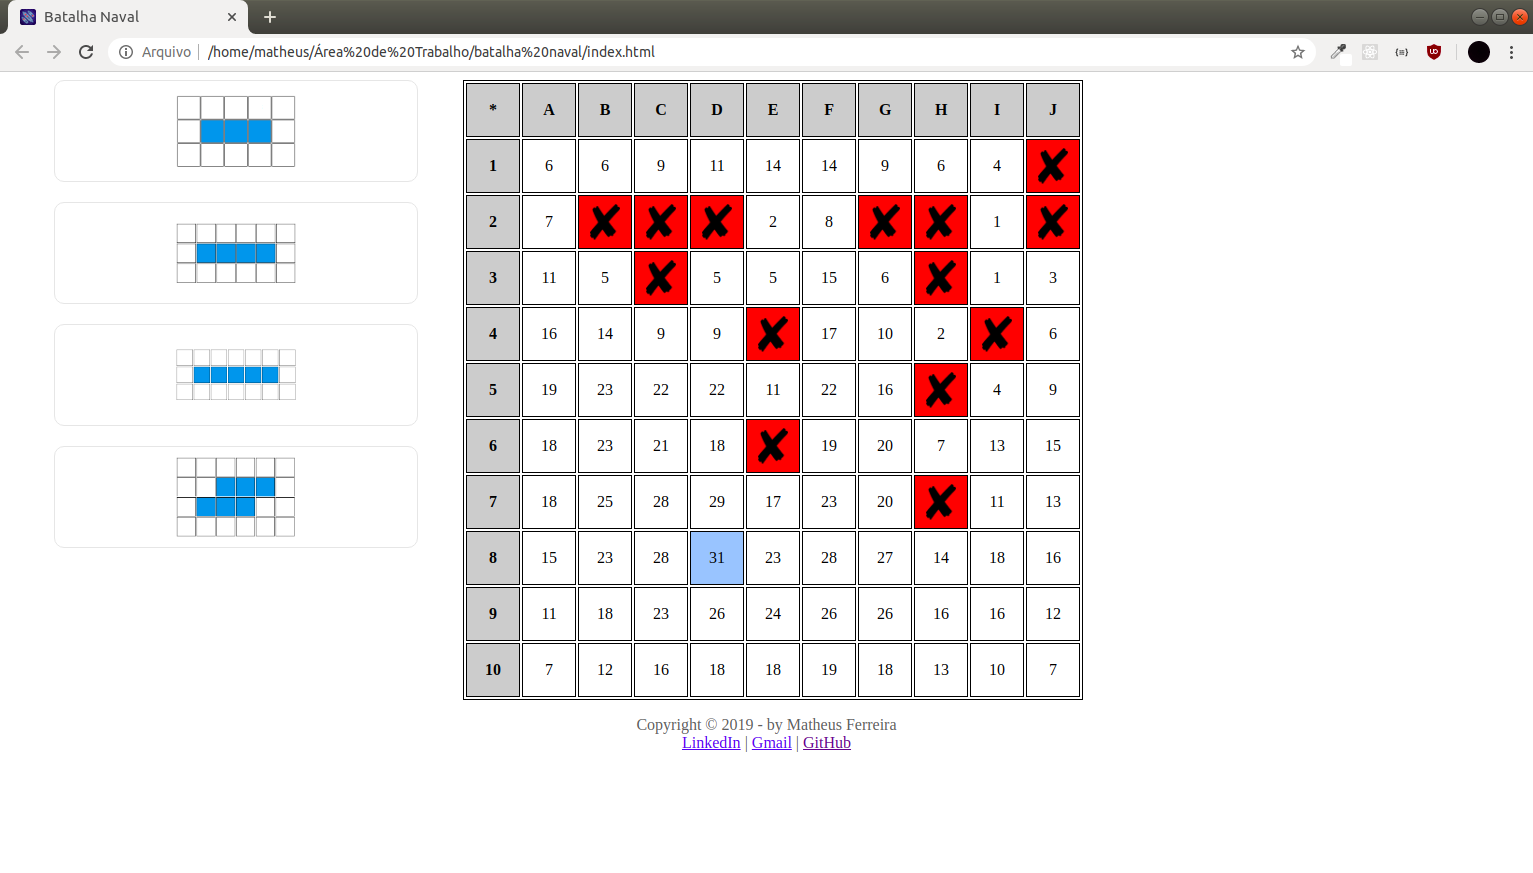 Batalha Naval
Arquivo | /home/matheus/Área%20de%20Trabalho/batalha%20naval/index.html
* A B C D E F G H I J
1 6 6 9 11 14 14 9 6 4 ✘
2 7 ✘ ✘ ✘ 2 8 ✘ ✘ 1 ✘
3 11 5 ✘ 5 5 15 6 ✘ 1 3
4 16 14 9 9 ✘ 17 10 2 ✘ 6
5 19 23 22 22 11 22 16 ✘ 4 9
6 18 23 21 18 ✘ 19 20 7 13 15
7 18 25 28 29 17 23 20 ✘ 11 13
8 15 23 28 31 23 28 27 14 18 16
9 11 18 23 26 24 26 26 16 16 12
10 7 12 16 18 18 19 18 13 10 7
Copyright © 2019 - by Matheus Ferreira
LinkedIn | Gmail | GitHub